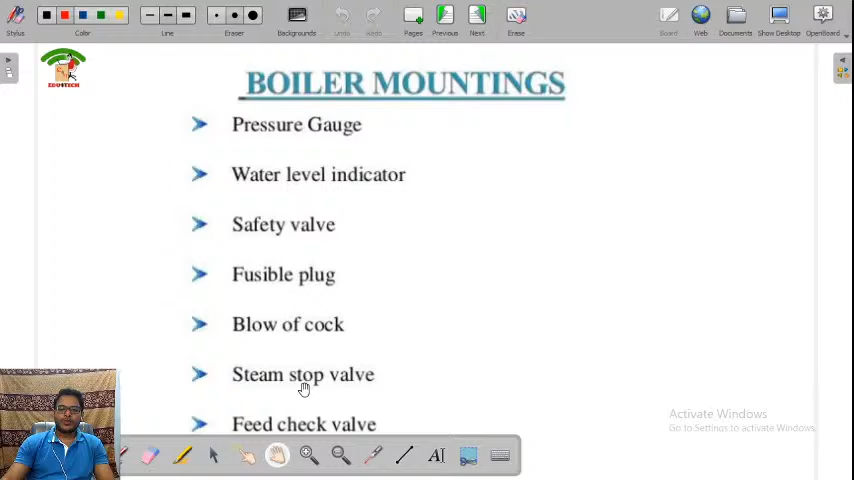 Stylus
Color
Line
Eraser
Backgrounds
Undo
Redo
Pages
Previous
Next
Erase
Board
Web
Documents
Show Desktop
OpenBoard
EDU4TECH
BOILER MOUNTINGS
Pressure Gauge
Water level indicator
Safety valve
Fusible plug
Blow of cock
Steam stop valve
Feed check valve
Activate Windows
Go to Settings to activate Windows.
AI